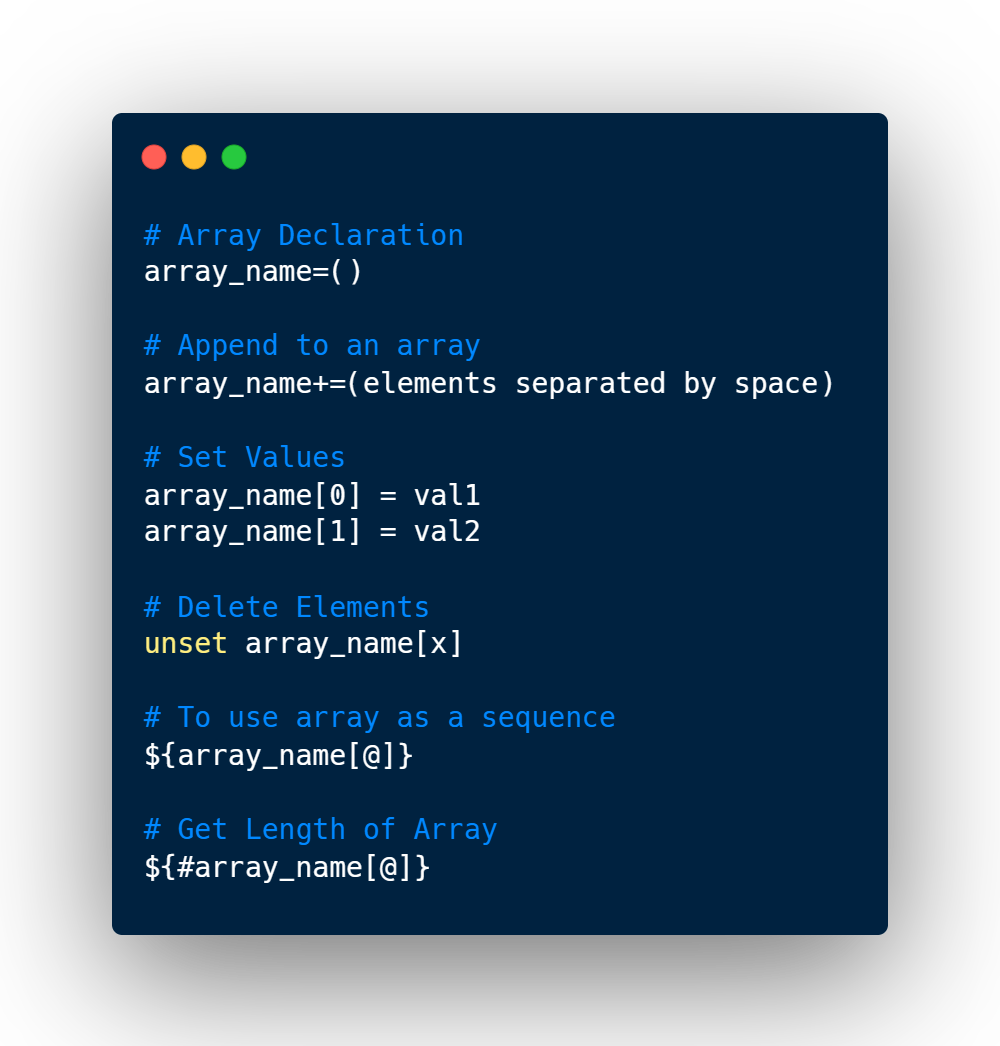 # Array Declaration
array_name=()
# Append to an array
array_name+=(elements separated by space)
# Set Values
array_name[0] = val1
array_name[1] = val2
# Delete Elements
unset array_name[x]
# To use array as a sequence
${array_name[@]}
# Get Length of Array
${#array_name[@]}